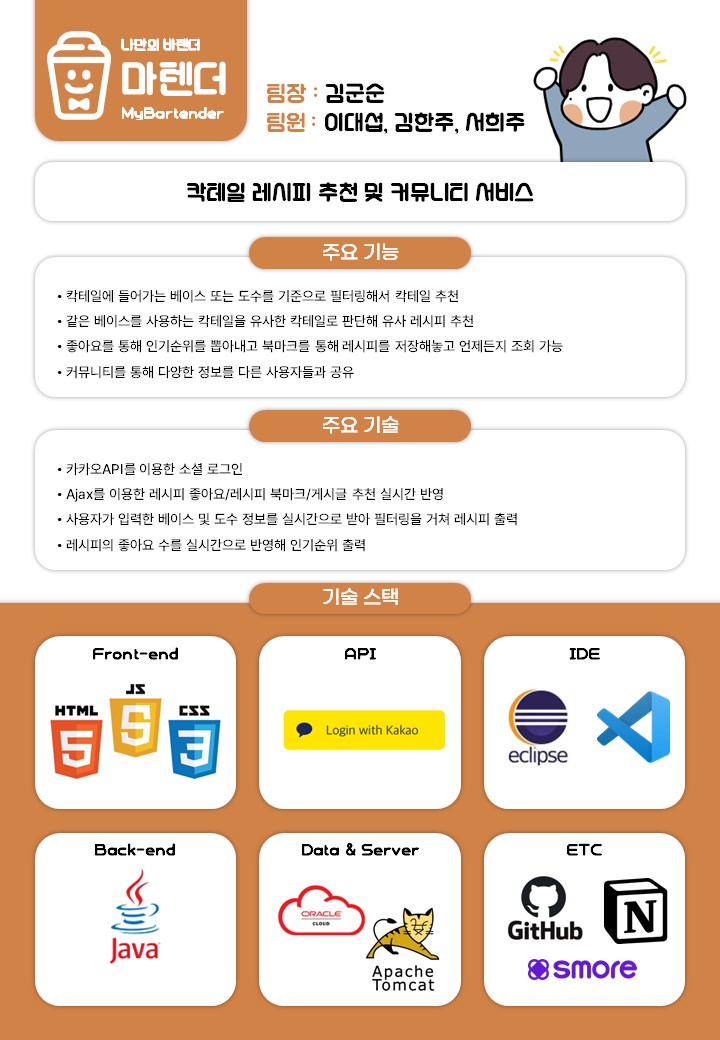 나만의 바텐더
마텐더
MyBartender
팀장 : 김군순
팀원 : 이대섭, 김한주, 서희주
칵테일 레시피 추천 및 커뮤니티 서비스
주요 기능
• 칵테일에 들어가는 베이스 또는 도수를 기준으로 필터링해서 칵테일 추천
• 같은 베이스를 사용하는 칵테일을 유사한 칵테일로 판단해 유사 레시피 추천
• 좋아요를 통해 인기순위를 뽑아내고 북마크를 통해 레시피를 저장해놓고 언제든지 조회 가능
• 커뮤니티를 통해 다양한 정보를 다른 사용자들과 공유
주요 기술
• 카카오API를 이용한 소셜 로그인
• Ajax를 이용한 레시피 좋아요/레시피 북마크/게시글 추천 실시간 반영
• 사용자가 입력한 베이스 및 도수 정보를 실시간으로 받아 필터링을 거쳐 레시피 출력
• 레시피의 좋아요 수를 실시간으로 반영해 인기순위 출력
기술 스택
Front-end
HTML
5
JS
5
CSS
3
API
Login with Kakao
IDE
eclipse
Back-end
Java
Data & Server
ORACLE
CLOUD
Apache
Tomcat
ETC
GitHub
N
smore